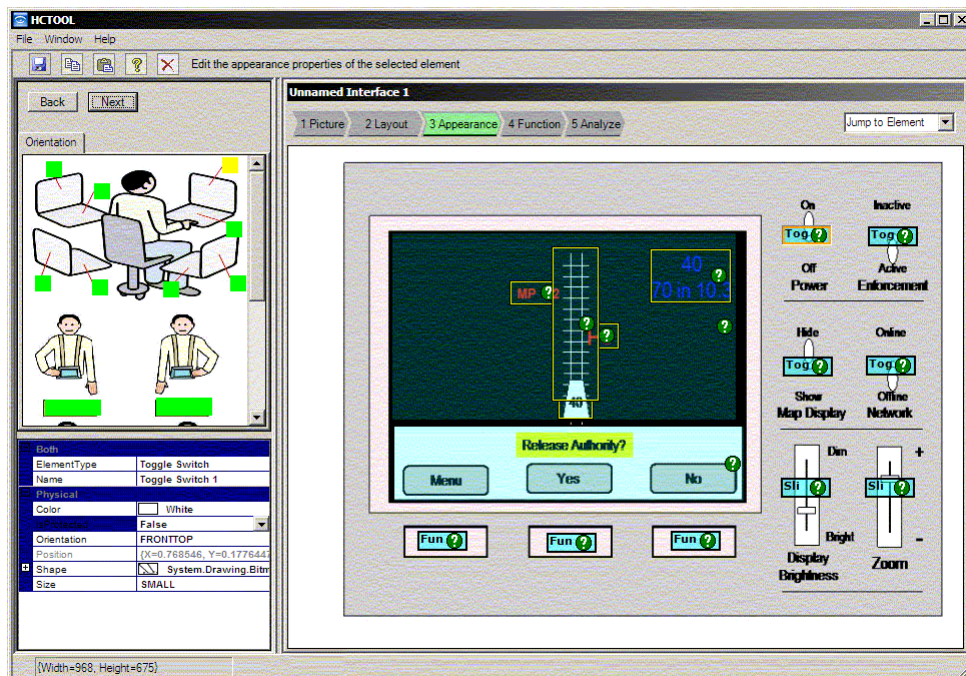 HCTOOL
File Window Help
Edit the appearance properties of the selected element
Back Next
Unnamed Interface 1
1 Picture 2 Layout 3 Appearance 4 Function 5 Analyze
Jump to Element
Orientation
On Inactive
Tog Tog
Off Active
Power Enforcement
40
70 in 10.3
MP 2
Hide Online
Tog Tog
Show Offline
Map Display Network
40
Release Authority?
Menu Yes No
Dim +
Sli Sli
Bright -
Display Brightness
Zoom
Fun Fun Fun
Both
ElementType Toggle Switch
Name Toggle Switch 1
Physical
Color White
False
Orientation FRONTTOP
Position {X=0.768546, Y=0.1776447
Shape System.Drawing.Bitm
Size SMALL
{Width=968, Height=675}